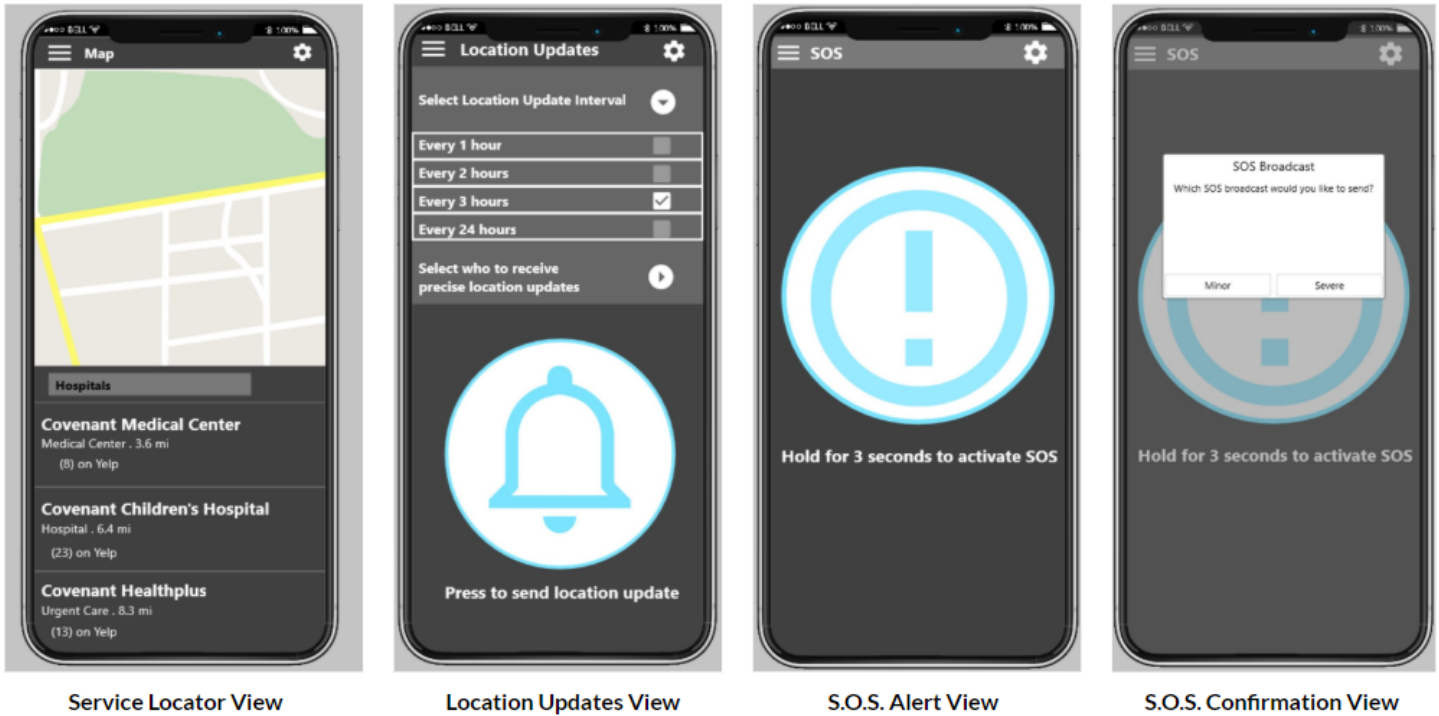 ●●○○ BELL 100%
Map
Hospitals
Covenant Medical Center
Medical Center . 3.6 mi
(8) on Yelp
Covenant Children's Hospital
Hospital . 6.4 mi
(23) on Yelp
Covenant Healthplus
Urgent Care . 8.3 mi
(13) on Yelp
Service Locator View
●●○○ BELL 100%
Location Updates
Select Location Update Interval
Every 1 hour
Every 2 hours
Every 3 hours
Every 24 hours
Select who to receive
precise location updates
Press to send location update
Location Updates View
●●○○ BELL 100%
SOS
Hold for 3 seconds to activate SOS
S.O.S. Alert View
●●○○ BELL 100%
SOS
SOS Broadcast
Which SOS broadcast would you like to send?
Minor Severe
Hold for 3 seconds to activate SOS
S.O.S. Confirmation View